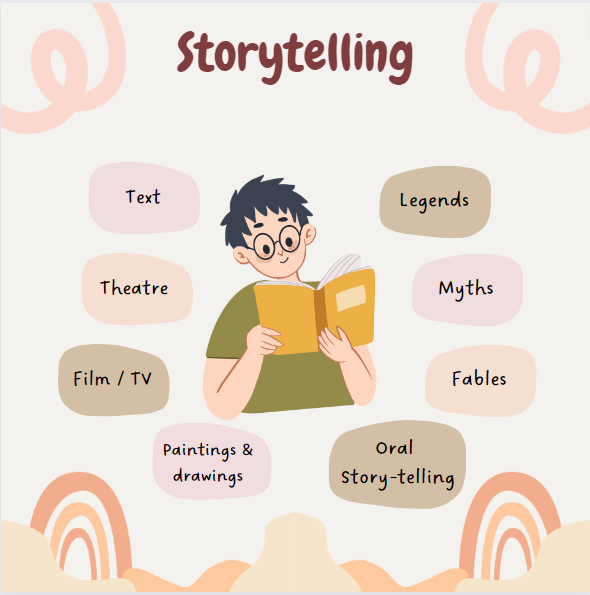 Storytelling
Text
Legends
Theatre
Myths
Film / TV
Fables
Paintings &
drawings
Oral
Story-telling